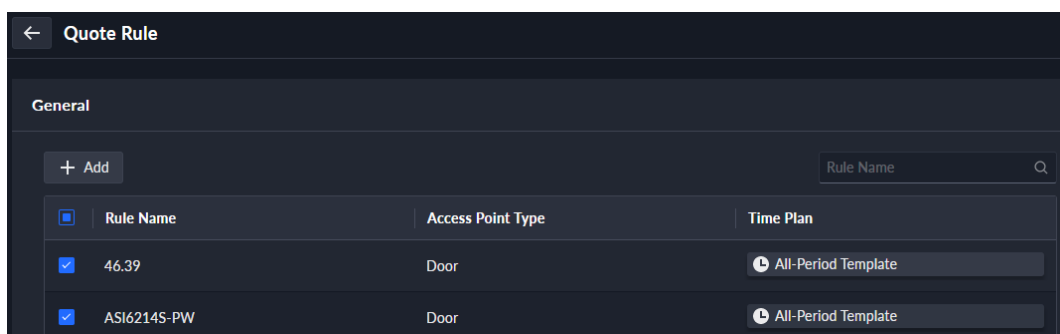 Quote Rule
General
+ Add
Rule Name
Rule Name Access Point Type Time Plan
46.39 Door All-Period Template
ASI6214S-PW Door All-Period Template